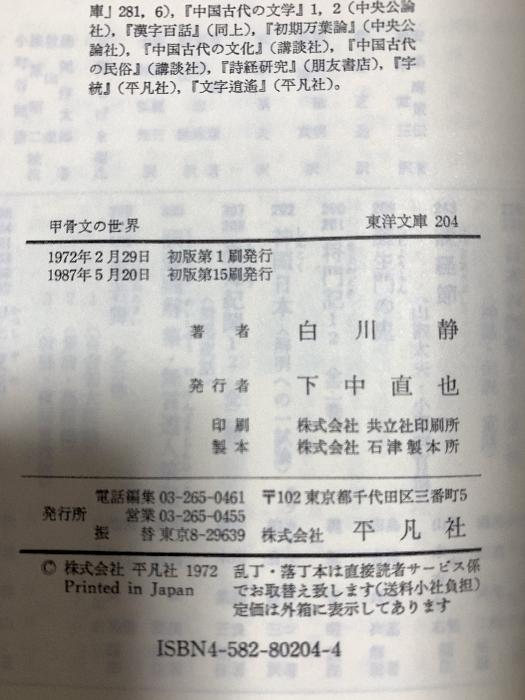 庫』281, 6),『中国古代の文学』1, 2(中央公論
社),『漢字百話』(同上),『初期万葉論』(中央公
論社),『中国古代の文化』(講談社),『中国古代
の民俗』(講談社),『詩経研究』(朋友書店),『字
統』(平凡社),『文字逍遙』(平凡社)。
甲骨文の世界 東洋文庫 204
1972年2月29日 初版第1刷発行
1987年5月20日 初版第15刷発行
著者 白川静
発行者 下中直也
印刷 株式会社 共立社印刷所
製本 株式会社 石津製本所
発行所
電話編集 03-265-0461 〒102 東京都千代田区三番町5
営業 03-265-0455
振替 東京8-29639 株式会社 平凡社
© 株式会社 平凡社 1972 乱丁・落丁本は直接読者サービス係
Printed in Japan でお取替え致します(送料小社負担)
定価は外箱に表示してあります
ISBN4-582-80204-4